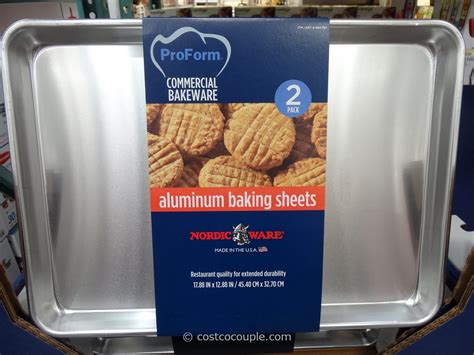 ProForm
COMMERCIAL
BAKEWARE
2
PACK
aluminum baking sheets
NORDIC WARE
MADE IN THE U.S.A.
Restaurant quality for extended durability
17.88 IN x 12.88 IN / 45.40 CM x 32.70 CM
© costcocouple.com